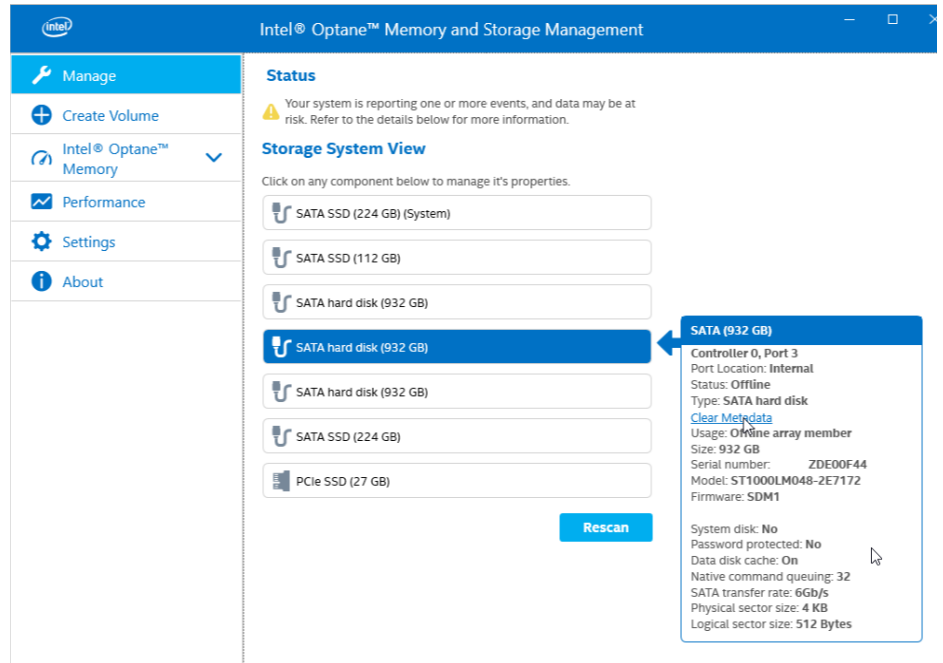 intel
Intel® Optane™ Memory and Storage Management
Manage
Create Volume
Intel® Optane™
Memory
Performance
Settings
About
Status
Your system is reporting one or more events, and data may be at
risk. Refer to the details below for more information.
Storage System View
Click on any component below to manage it's properties.
SATA SSD (224 GB) (System)
SATA SSD (112 GB)
SATA hard disk (932 GB)
SATA hard disk (932 GB)
SATA hard disk (932 GB)
SATA SSD (224 GB)
PCIe SSD (27 GB)
Rescan
SATA (932 GB)
Controller 0, Port 3
Port Location: Internal
Status: Offline
Type: SATA hard disk
Clear Metadata
Usage: Offline array member
Size: 932 GB
Serial number: ZDE00F44
Model: ST1000LM048-2E7172
Firmware: SDM1
System disk: No
Password protected: No
Data disk cache: On
Native command queuing: 32
SATA transfer rate: 6Gb/s
Physical sector size: 4 KB
Logical sector size: 512 Bytes